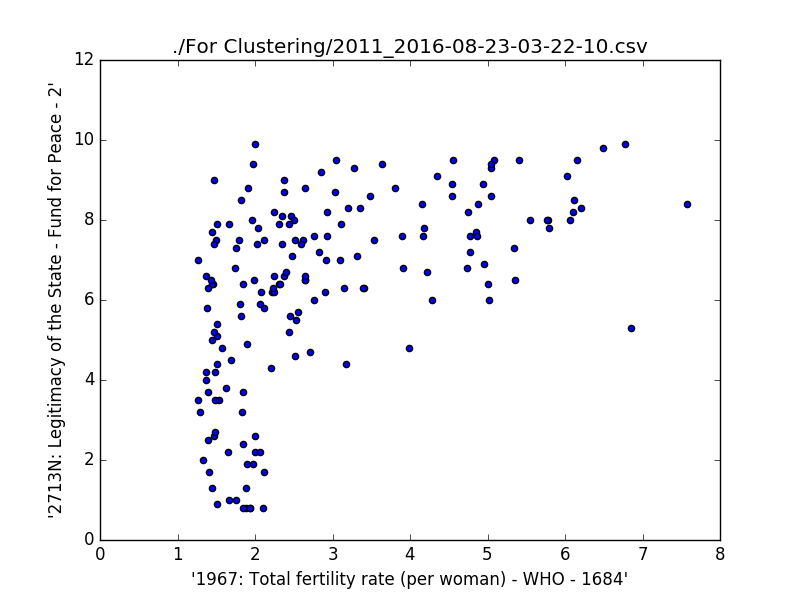 ./For Clustering/2011_2016-08-23-03-22-10.csv
'2713N: Legitimacy of the State - Fund for Peace - 2'
12
10
8
6
4
2
0
0 1 2 3 4 5 6 7 8
'1967: Total fertility rate (per woman) - WHO - 1684'